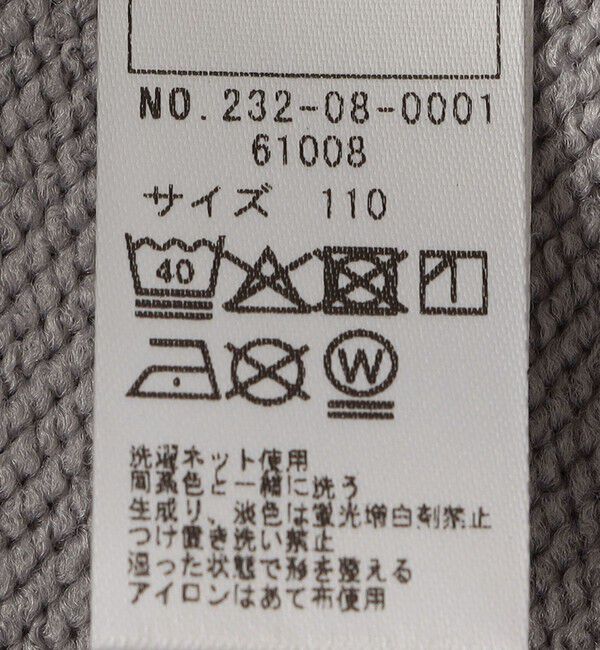 NO.232-08-0001
61008
サイズ 110
40
W
洗濯ネット使用
同系色と一緒に洗う
生成り、淡色は蛍光増白剤禁止
つけ置き洗い禁止
湿った状態で形を整える
アイロンはあて布使用